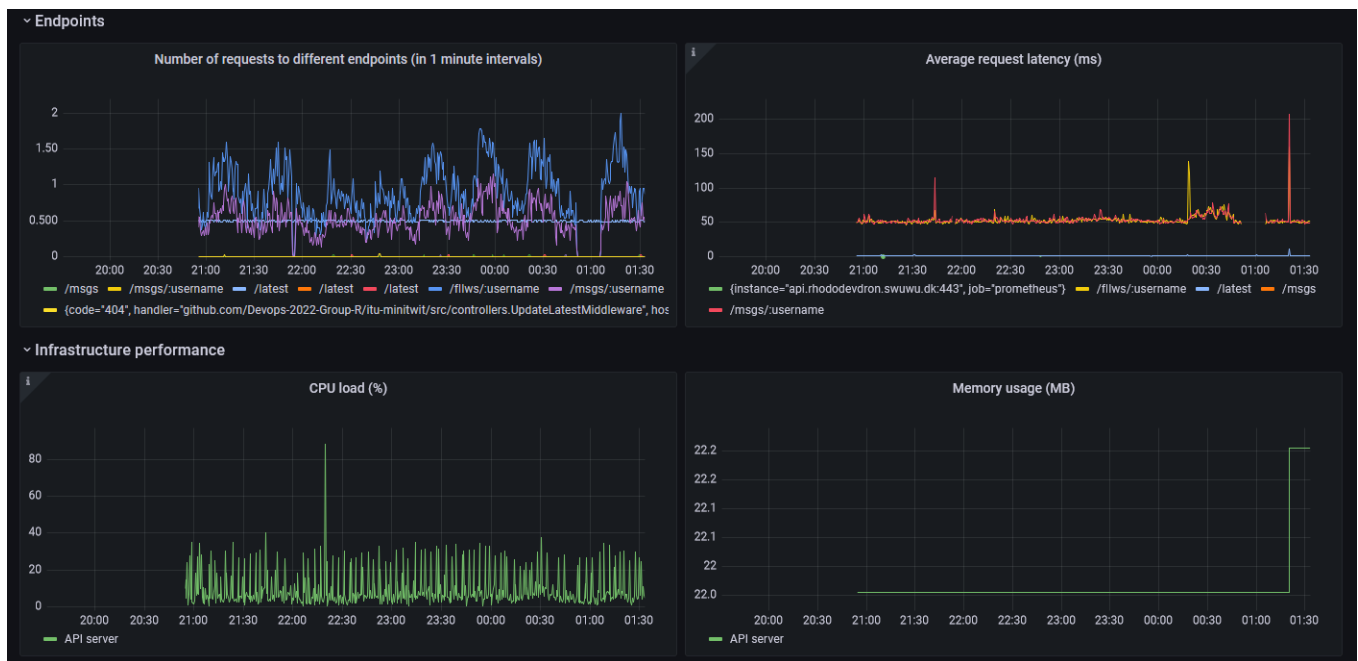 Endpoints
Number of requests to different endpoints (in 1 minute intervals)
2
1.50
1
0.500
0
20:00 20:30 21:00 21:30 22:00 22:30 23:00 23:30 00:00 00:30 01:00 01:30
/msgs /msgs/:username /latest /latest /latest /fllws/:username /msgs/:username
{code="404", handler="github.com/Devops-2022-Group-R/itu-minitwit/src/controllers.UpdateLatestMiddleware", hos
i
Average request latency (ms)
200
150
100
50
0
20:00 20:30 21:00 21:30 22:00 22:30 23:00 23:30 00:00 00:30 01:00 01:30
{instance="api.rhododevdron.swuwu.dk:443", job="prometheus"} /fllws/:username /latest /msgs
/msgs/:username
Infrastructure performance
i
CPU load (%)
80
60
40
20
0
20:00 20:30 21:00 21:30 22:00 22:30 23:00 23:30 00:00 00:30 01:00 01:30
API server
Memory usage (MB)
22.2
22.2
22.1
22.1
22
22.0
20:00 20:30 21:00 21:30 22:00 22:30 23:00 23:30 00:00 00:30 01:00 01:30
API server